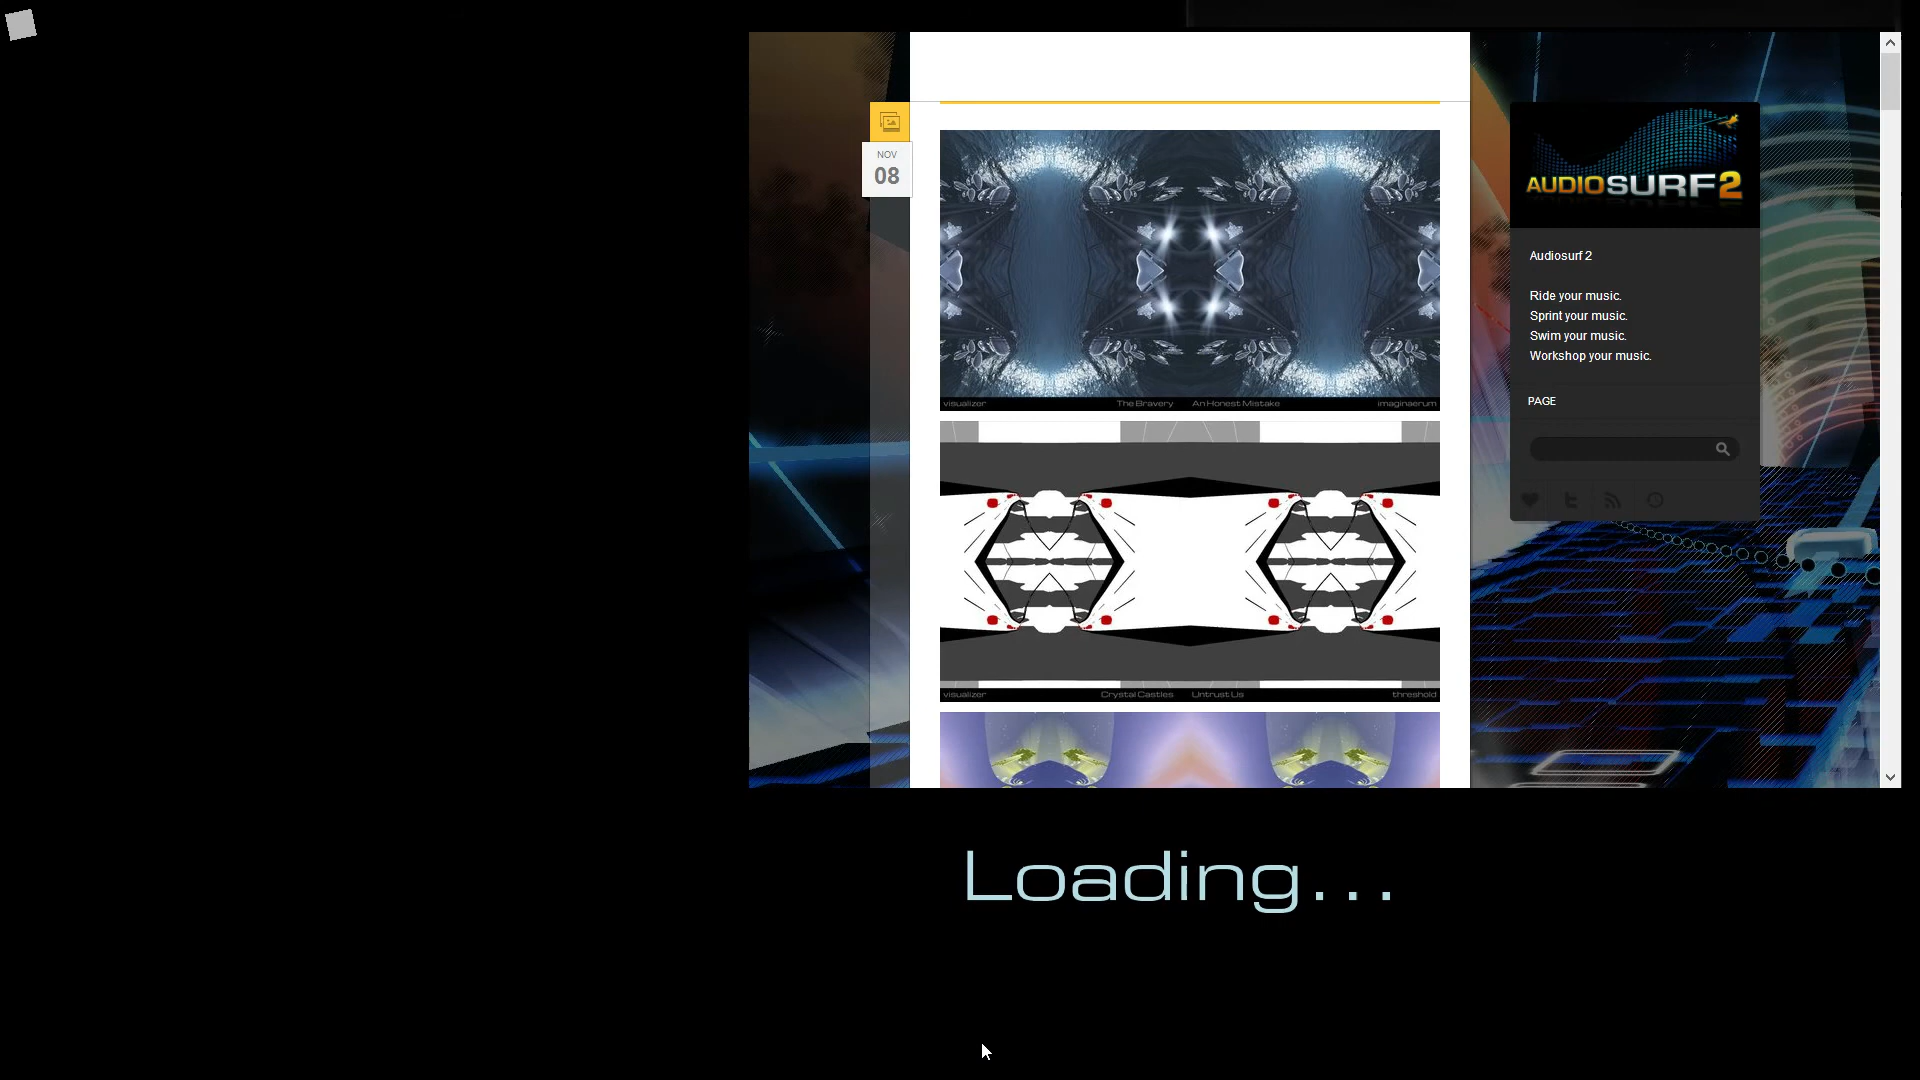 NOV
08
visualizer The Bravery An Honest Mistake imaginaerum
visualizer Crystal Castles Untrust Us threshold
AUDIOSURF2
Audiosurf 2
Ride your music.
Sprint your music.
Swim your music.
Workshop your music.
PAGE
Loading...